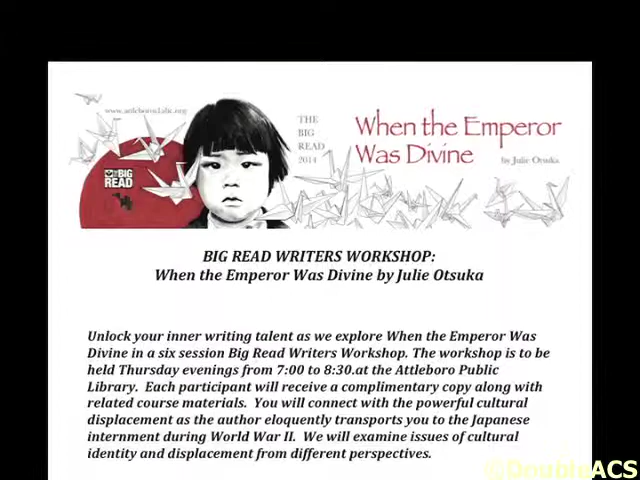 www.attleboroslalic.org
THE
BIG
READ
2014
When the Emperor
Was Divine
by Julie Otsuka
THE BIG
READ
BIG READ WRITERS WORKSHOP:
When the Emperor Was Divine by Julie Otsuka
Unlock your inner writing talent as we explore When the Emperor Was
Divine in a six session Big Read Writers Workshop. The workshop is to be
held Thursday evenings from 7:00 to 8:30.at the Attleboro Public
Library. Each participant will receive a complimentary copy along with
related course materials. You will connect with the powerful cultural
displacement as the author eloquently transports you to the Japanese
internment during World War II. We will examine issues of cultural
identity and displacement from different perspectives.
©DoubleACS